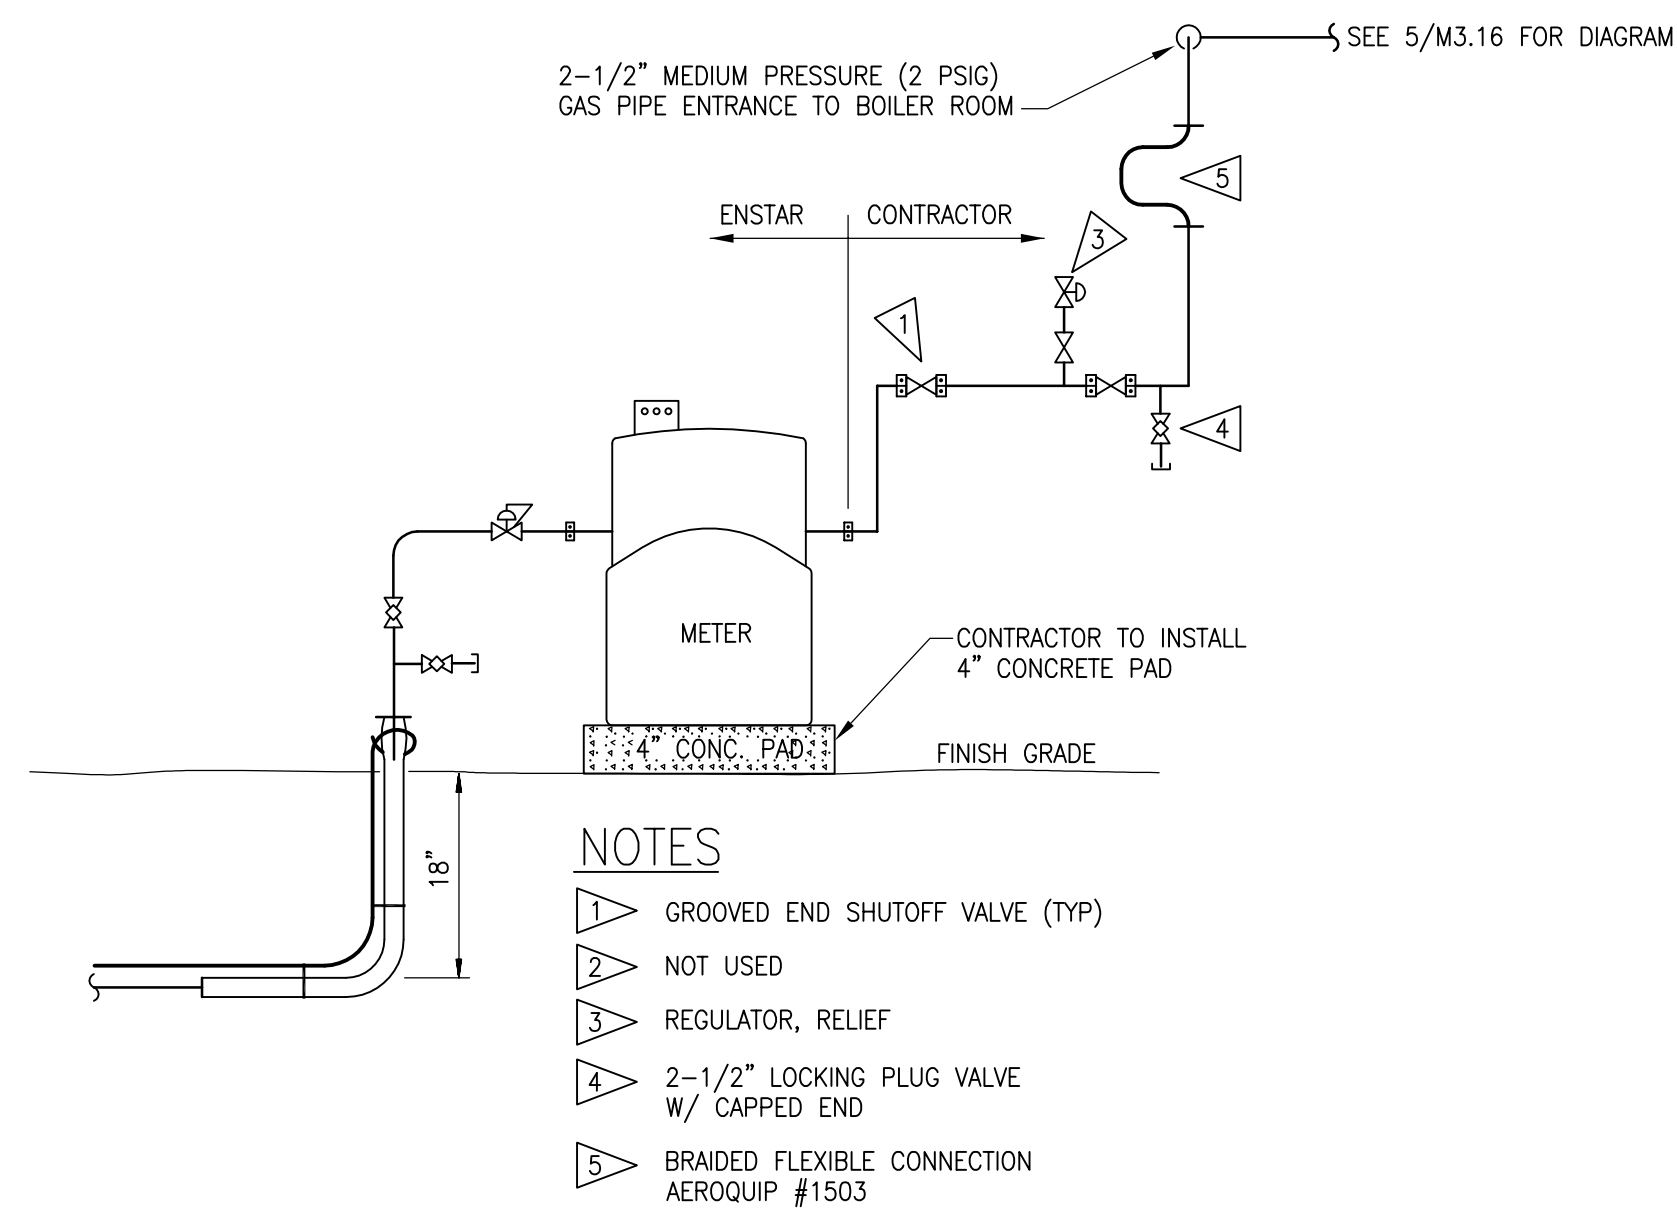 SEE 5/M3.16 FOR DIAGRAM
2-1/2" MEDIUM PRESSURE (2 PSIG)
GAS PIPE ENTRANCE TO BOILER ROOM
5
ENSTAR
CONTRACTOR
3
1
4
METER
CONTRACTOR TO INSTALL
4" CONCRETE PAD
4" CONC. PAD
FINISH GRADE
18"
NOTES
1 GROOVED END SHUTOFF VALVE (TYP)
2 NOT USED
3 REGULATOR, RELIEF
4 2-1/2" LOCKING PLUG VALVE
W/ CAPPED END
5 BRAIDED FLEXIBLE CONNECTION
AEROQUIP #1503